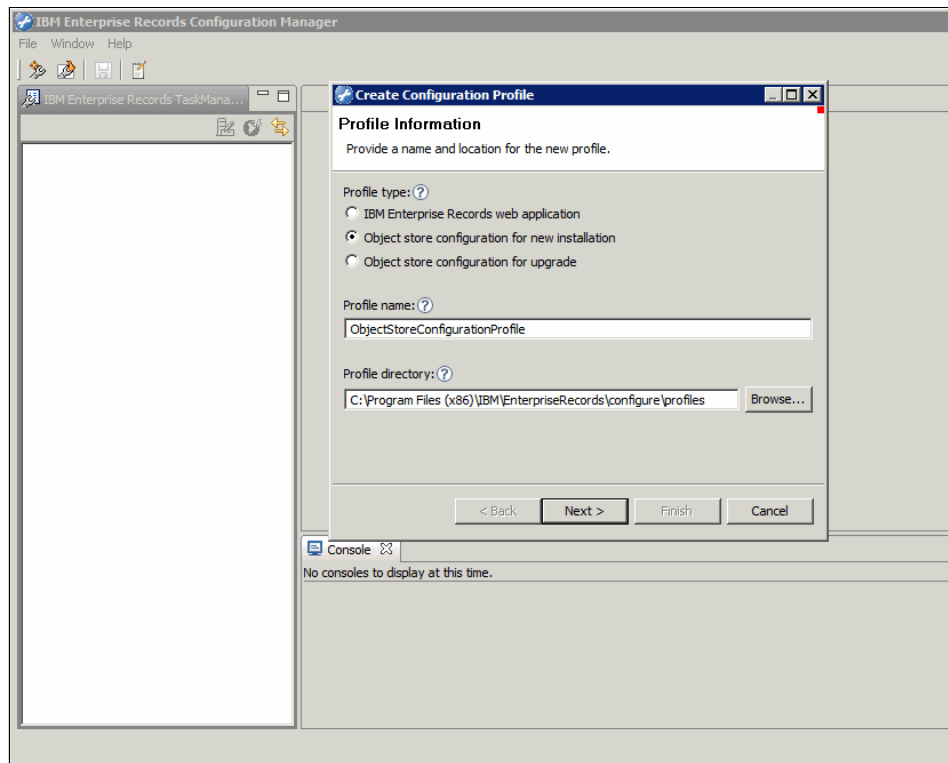 IBM Enterprise Records Configuration Manager
File Window Help
IBM Enterprise Records TaskMana...
Create Configuration Profile
Profile Information
Provide a name and location for the new profile.
Profile type:
IBM Enterprise Records web application
Object store configuration for new installation
Object store configuration for upgrade
Profile name:
ObjectStoreConfigurationProfile
Profile directory:
C:\Program Files (x86)\IBM\EnterpriseRecords\configure\profiles
Browse...
< Back Next > Finish Cancel
Console
No consoles to display at this time.